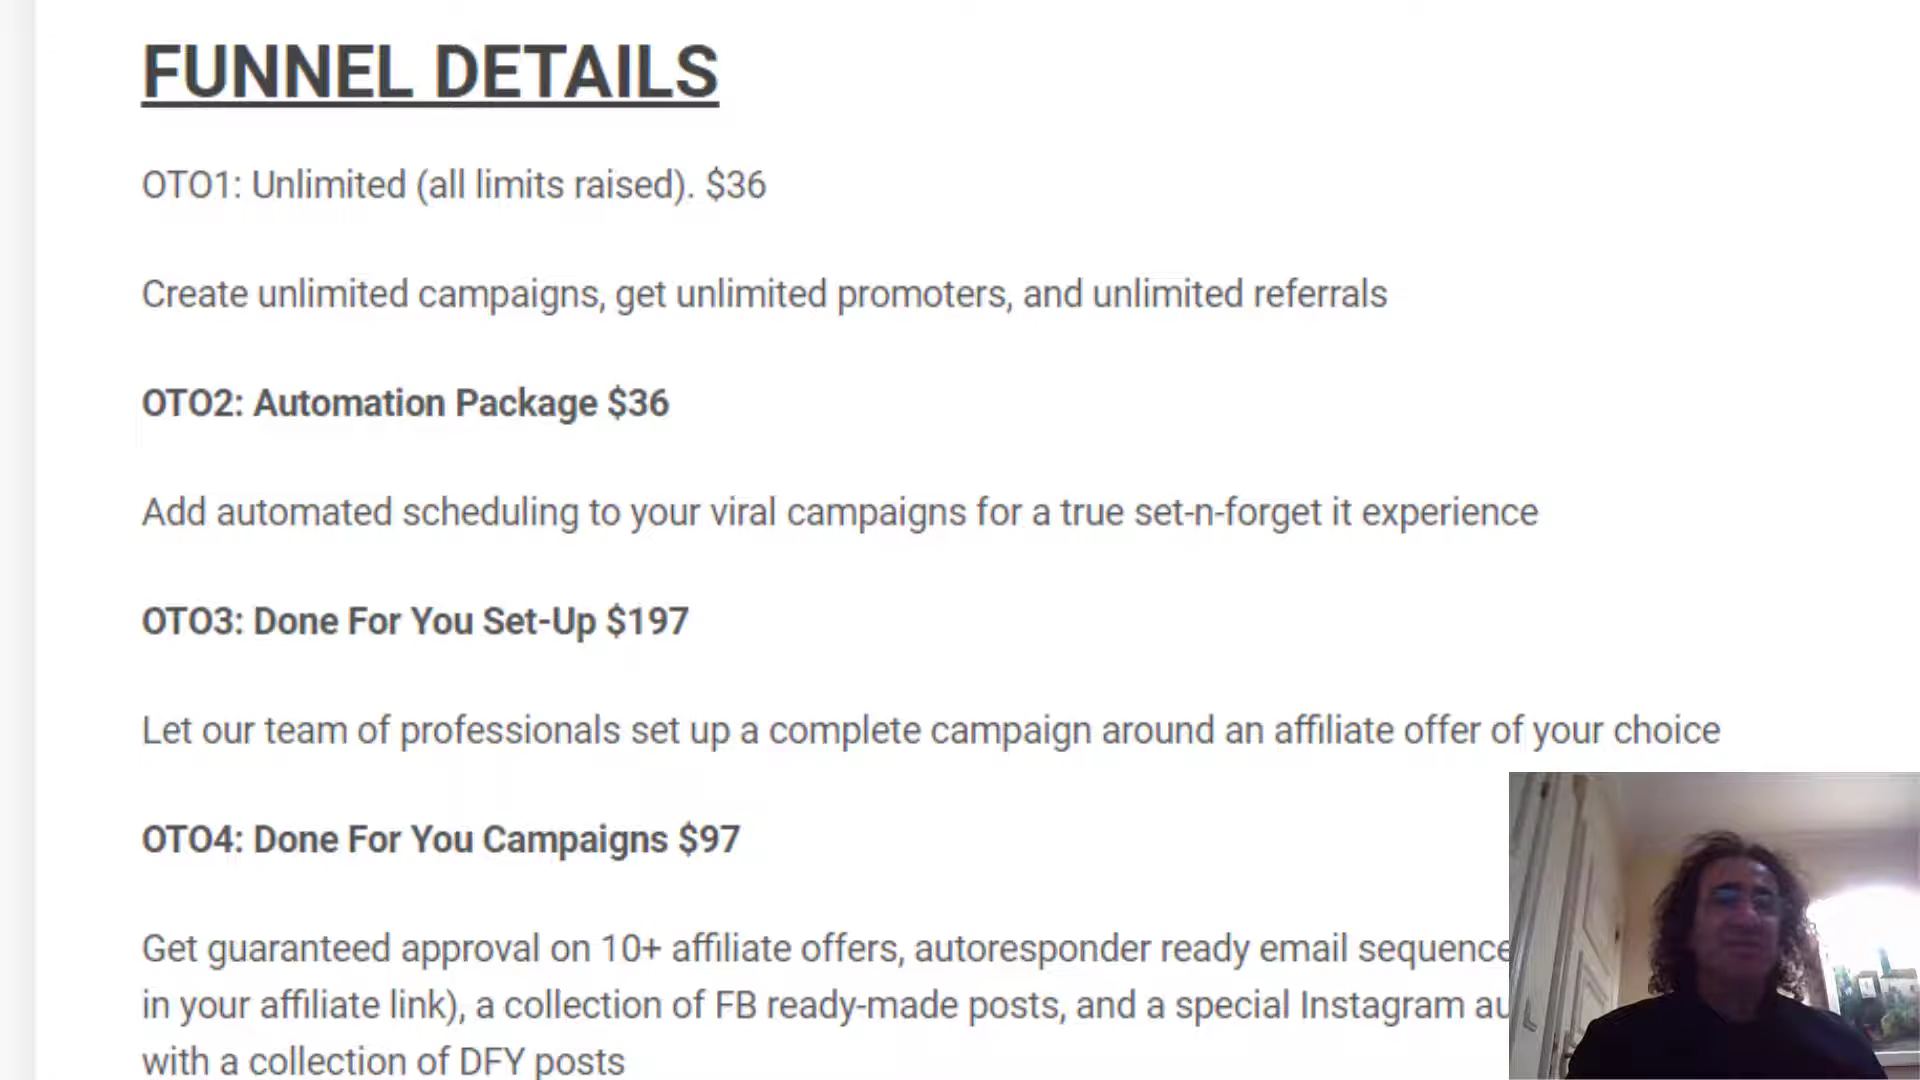 FUNNEL DETAILS
OTO1: Unlimited (all limits raised). $36
Create unlimited campaigns, get unlimited promoters, and unlimited referrals
OTO2: Automation Package $36
Add automated scheduling to your viral campaigns for a true set-n-forget it experience
OTO3: Done For You Set-Up $197
Let our team of professionals set up a complete campaign around an affiliate offer of your choice
OTO4: Done For You Campaigns $97
Get guaranteed approval on 10+ affiliate offers, autoresponder ready email
in your affiliate link), a collection of FB ready-made posts, and a special Instagram
with a collection of DFY posts